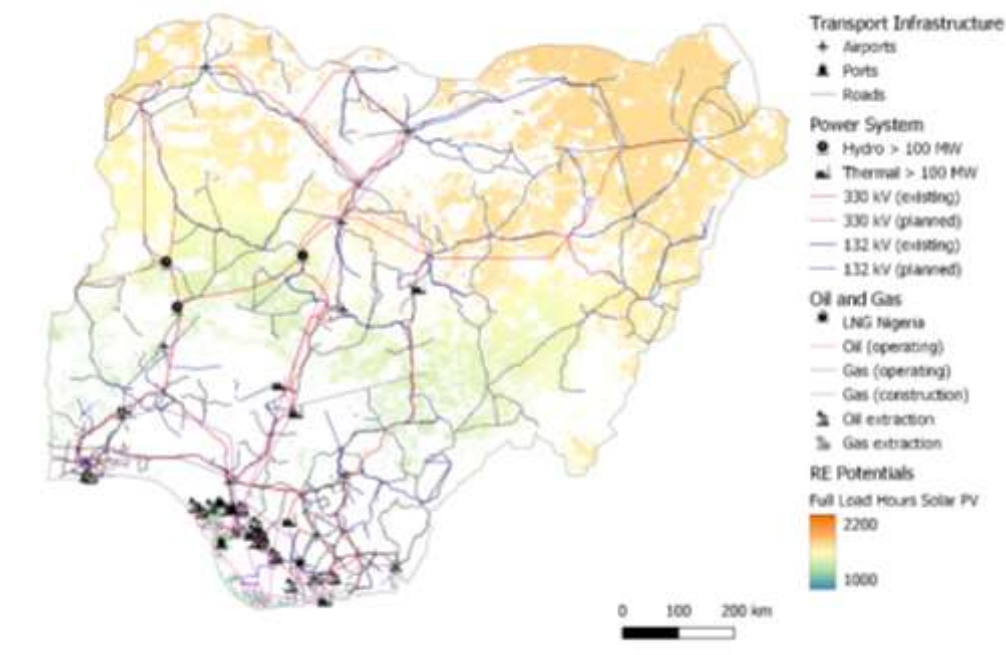 Transport Infrastructure
Airports
Ports
Roads
Power System
Hydro > 100 MW
Thermal > 100 MW
330 kV (existing)
330 kV (planned)
132 kV (existing)
132 kV (planned)
Oil and Gas
LNG Nigeria
Oil (operating)
Gas (operating)
Gas (construction)
Oil extraction
Gas extraction
RE Potentials
Full Load Hours Solar PV
2200
1000
0 100 200 km